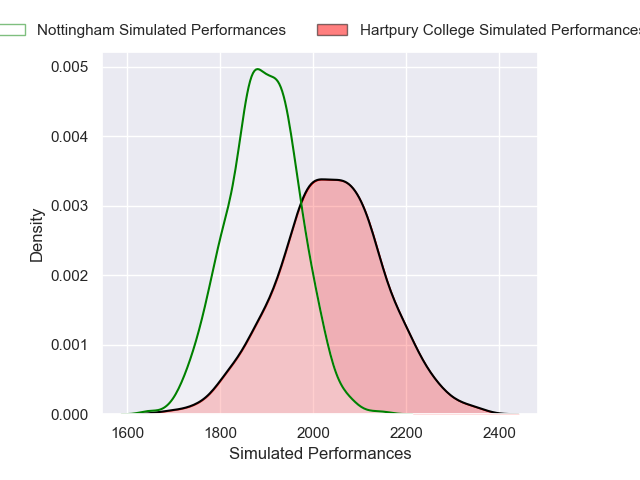 Nottingham Simulated Performances Hartpury College Simulated Performances
0.005
0.004
0.003
0.002
0.001
0.000
Density
1600 1800 2000 2200 2400
Simulated Performances